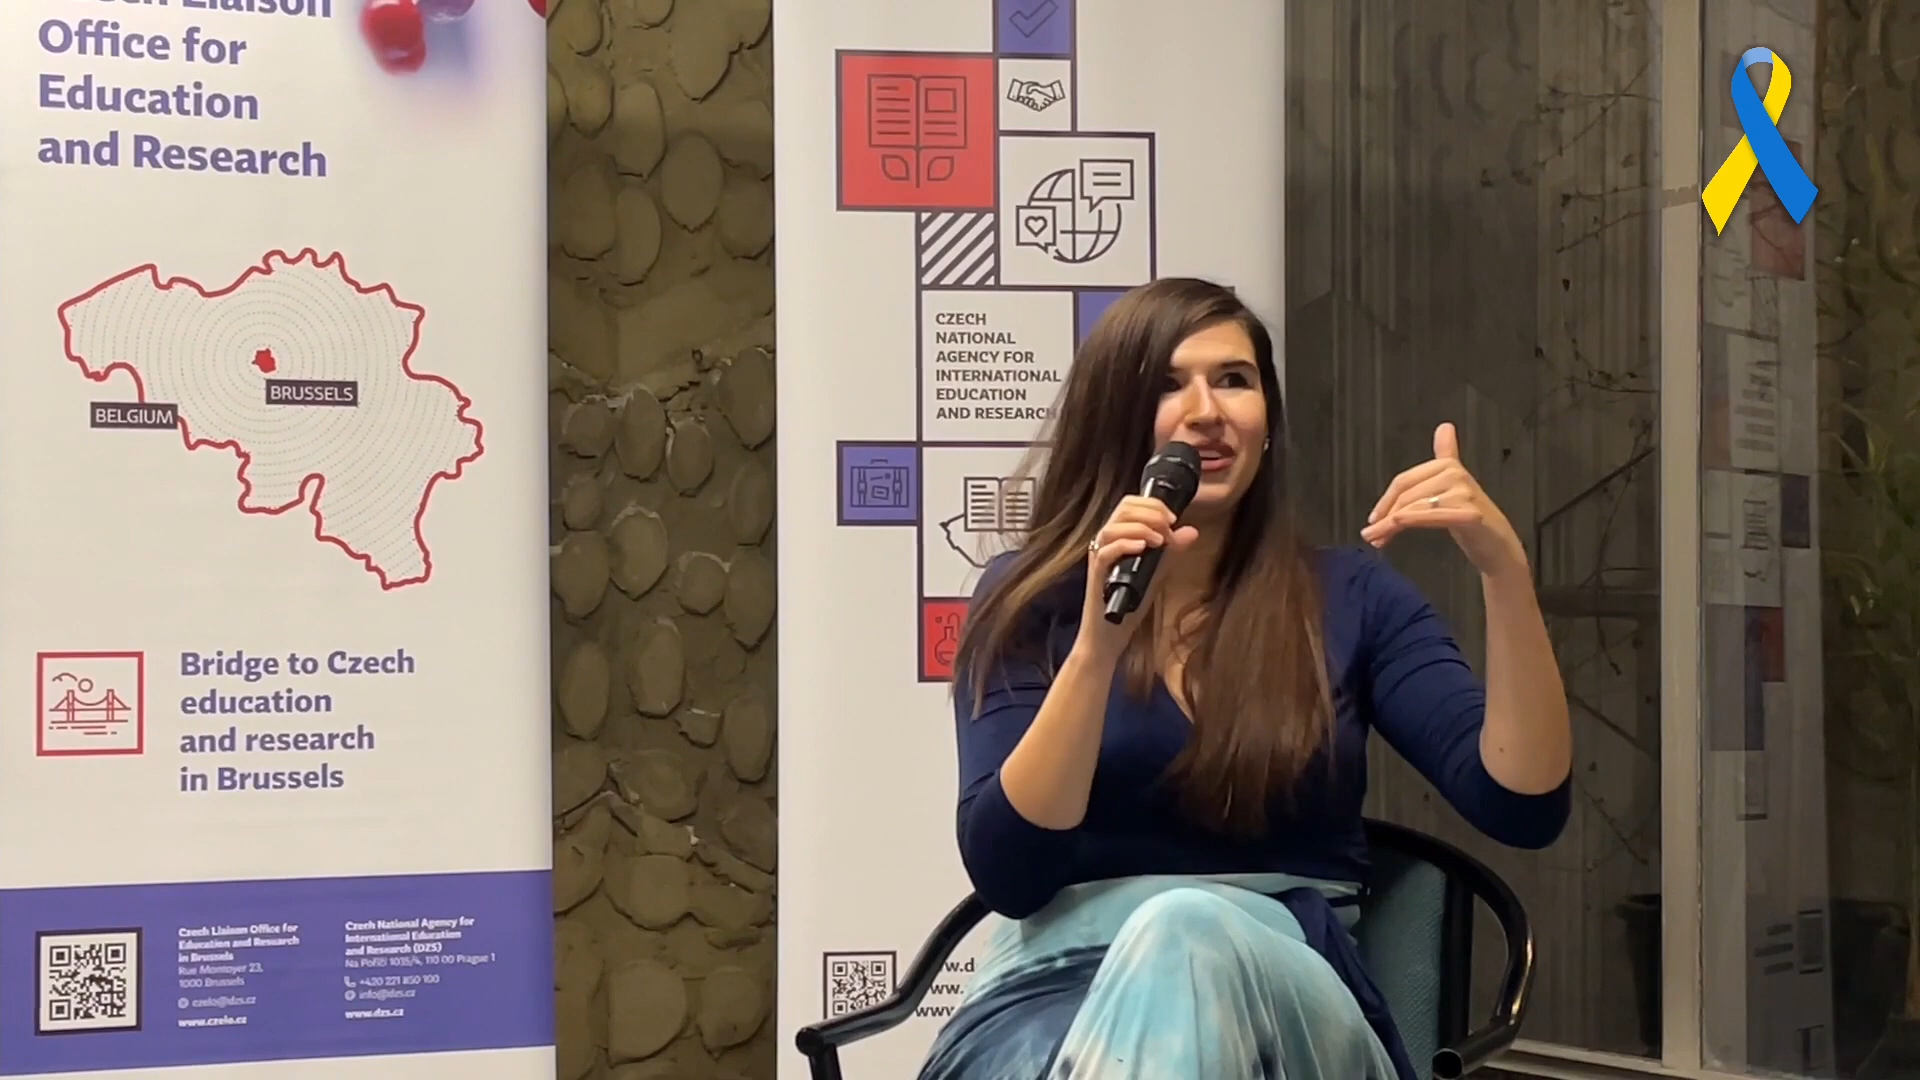 Liaison
Office for
Education
and Research
BRUSSELS
BELGIUM
Bridge to Czech
education
and research
in Brussels
Czech Liaison Office for
Education and Research
in Brussels
Rue Montoyer 23,
1000 Brussels
czelo@dzs.cz
www.czelo.cz
Czech National Agency for
International Education
and Research (DZS)
Na Poříčí 1035/4, 110 00 Prague 1
+420 221 850 100
info@dzs.cz
www.dzs.cz
CZECH
NATIONAL
AGENCY FOR
INTERNATIONAL
EDUCATION
AND RESEARCH